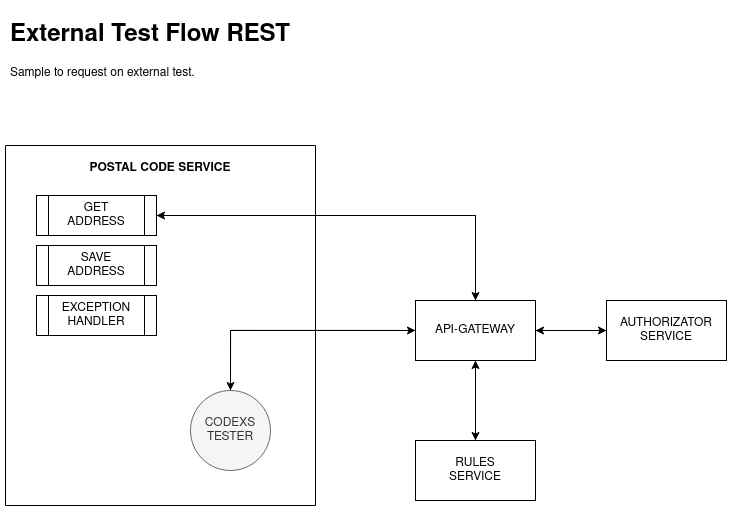 External Test Flow REST
Sample to request on external test.
POSTAL CODE SERVICE
GET
ADDRESS
SAVE
ADDRESS
EXCEPTION
HANDLER
API-GATEWAY
AUTHORIZATOR
SERVICE
CODEXS
TESTER
RULES
SERVICE